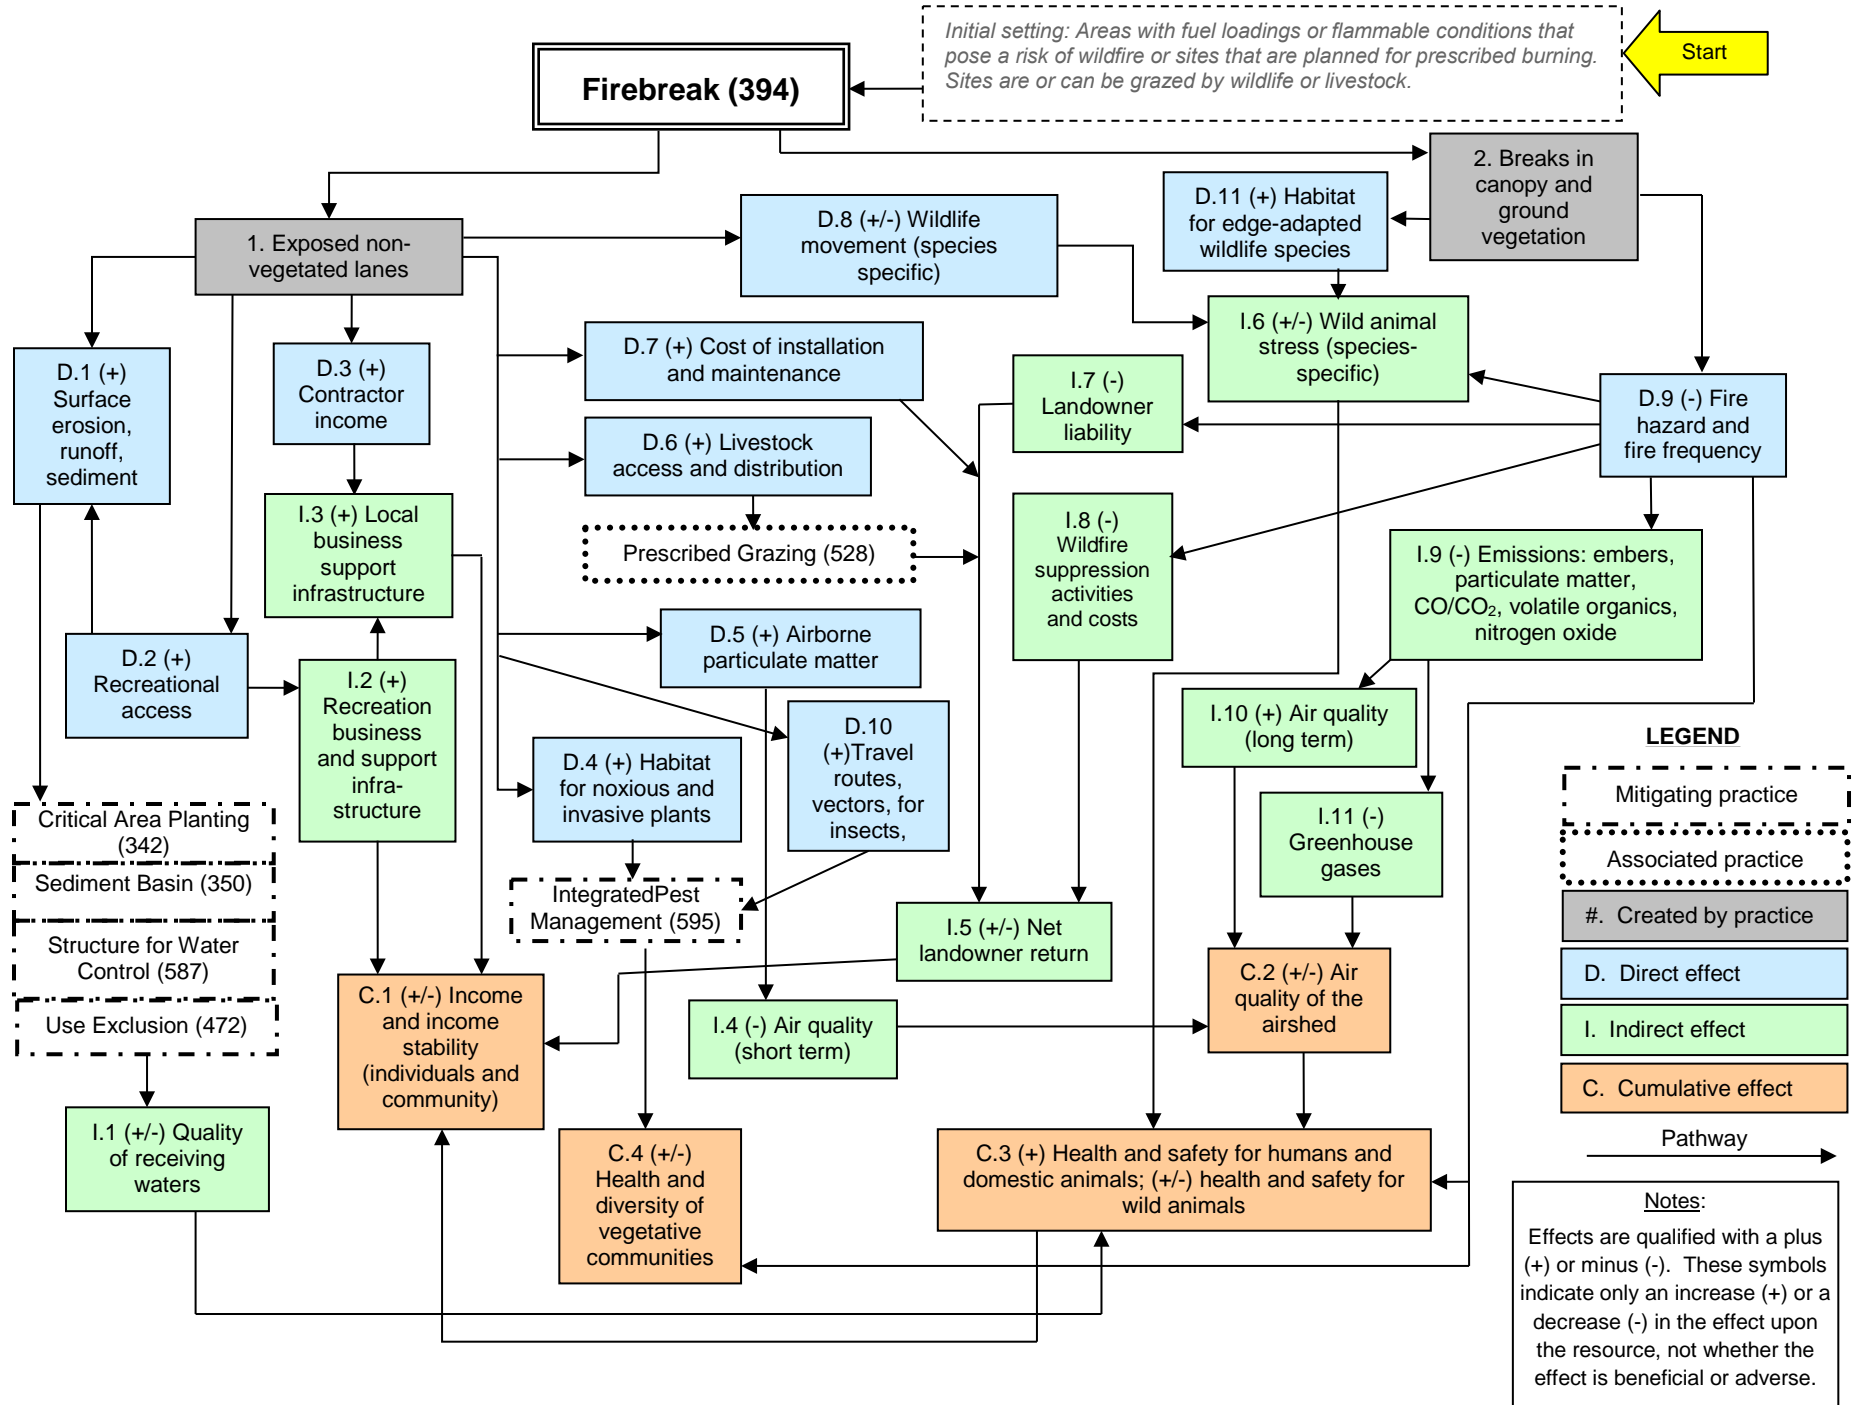 Initial setting: Areas with fuel loadings or flammable conditions that
pose a risk of wildfire or sites that are planned for prescribed burning.
Sites are or can be grazed by wildlife or livestock.
Start
Firebreak (394)
2. Breaks in
canopy and
ground
vegetation
D.11 (+) Habitat
for edge-adapted
wildlife species
D.8 (+/-) Wildlife
movement (species
specific)
1. Exposed non-
vegetated lanes
I.6 (+/-) Wild animal
stress (species-
specific)
D.7 (+) Cost of installation
and maintenance
D.3 (+)
Contractor
income
D.1 (+)
Surface
erosion,
runoff,
sediment
I.7 (-)
Landowner
liability
D.9 (-) Fire
hazard and
fire frequency
D.6 (+) Livestock
access and distribution
I.3 (+) Local
business
support
infrastructure
Prescribed Grazing (528)
I.8 (-)
Wildfire
suppression
activities
and costs
I.9 (-) Emissions: embers,
particulate matter,
CO/CO2, volatile organics,
nitrogen oxide
D.5 (+) Airborne
particulate matter
D.2 (+)
Recreational
access
I.2 (+)
Recreation
business
and support
infra-
structure
I.10 (+) Air quality
(long term)
D.10
(+)Travel
routes,
vectors, for
insects,
D.4 (+) Habitat
for noxious and
invasive plants
I.11 (-)
Greenhouse
gases
Critical Area Planting
(342)
Sediment Basin (350)
Structure for Water
Control (587)
Use Exclusion (472)
IntegratedPest
Management (595)
I.5 (+/-) Net
landowner return
C.2 (+/-) Air
quality of the
airshed
C.1 (+/-) Income
and income
stability
(individuals and
community)
I.4 (-) Air quality
(short term)
I.1 (+/-) Quality
of receiving
waters
C.4 (+/-)
Health and
diversity of
vegetative
communities
C.3 (+) Health and safety for humans and
domestic animals; (+/-) health and safety for
wild animals
LEGEND
Mitigating practice
Associated practice
#. Created by practice
D. Direct effect
I. Indirect effect
C. Cumulative effect
Pathway
Notes:
Effects are qualified with a plus
(+) or minus (-). These symbols
indicate only an increase (+) or a
decrease (-) in the effect upon
the resource, not whether the
effect is beneficial or adverse.